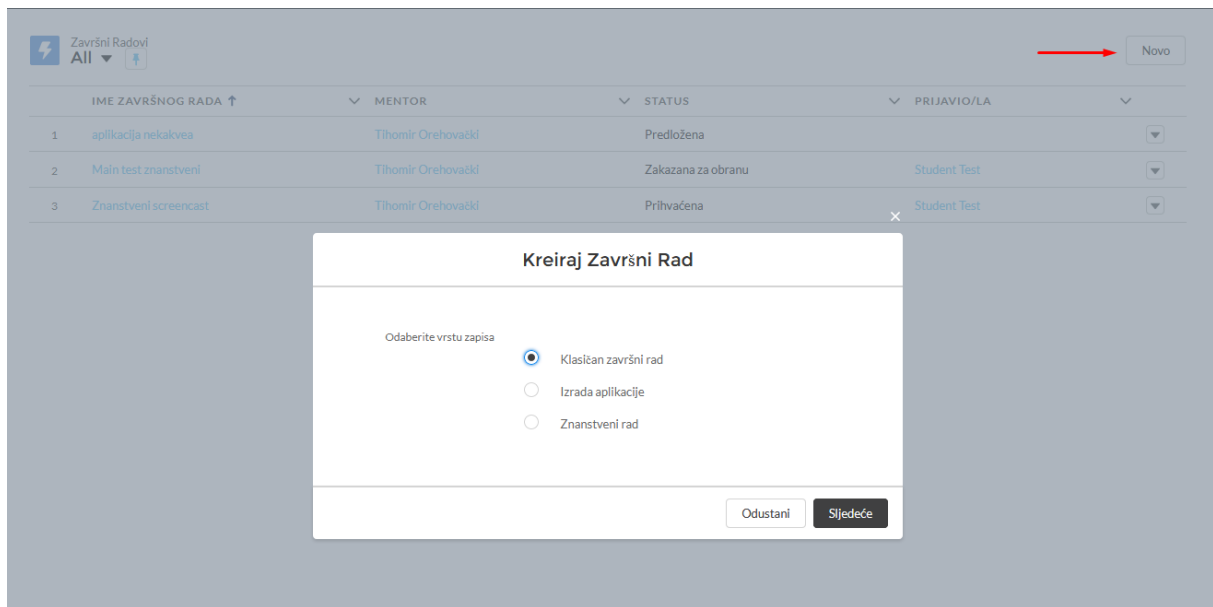 Završni Radovi
All
Novo
IME ZAVRŠNOG RADA MENTOR STATUS PRIJAVIO/LA
1 aplikacija nekakvea Tihomir Orehovački Predložena
2 Main test znanstveni Tihomir Orehovački Zakazana za obranu Student Test
3 Znanstveni screencast Tihomir Orehovački Prihvaćena Student Test
Kreiraj Završni Rad
Odaberite vrstu zapisa
Klasičan završni rad
Izrada aplikacije
Znanstveni rad
Odustani Sljedeće